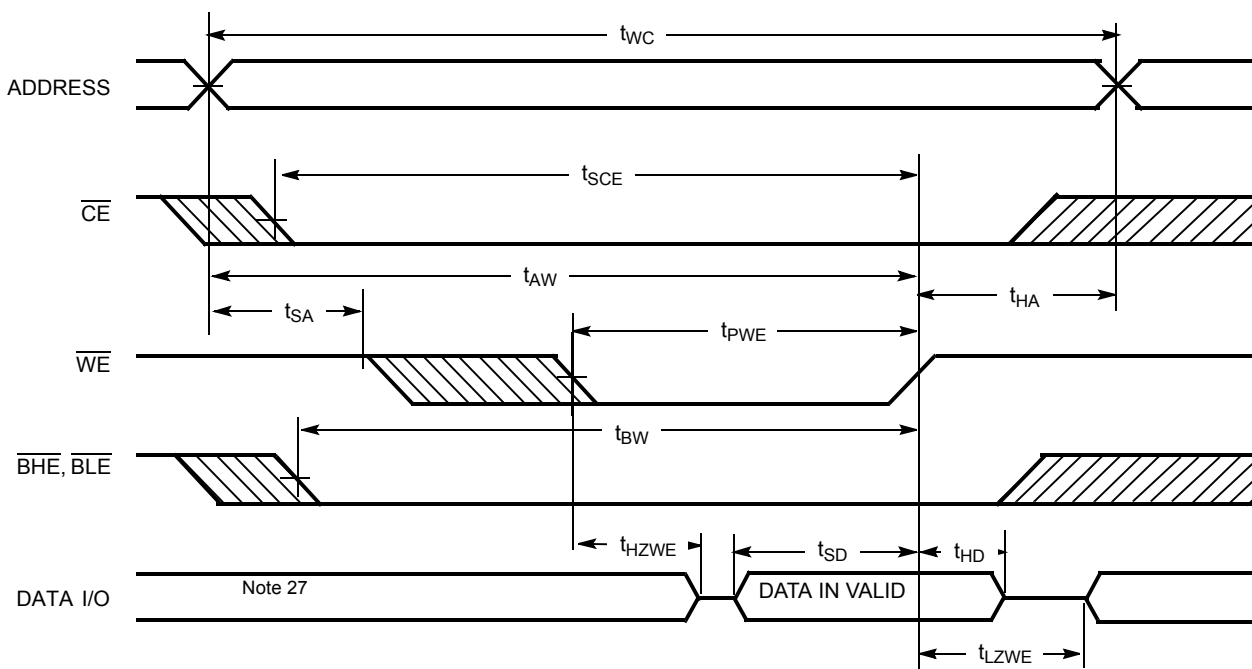 tWC
ADDRESS
tSCE
CE
tAW
tHA
tSA
tPWE
WE
tBW
BHE, BLE
tHZWE
tSD
tHD
Note 27
DATA IN VALID
DATA I/O
tLZWE